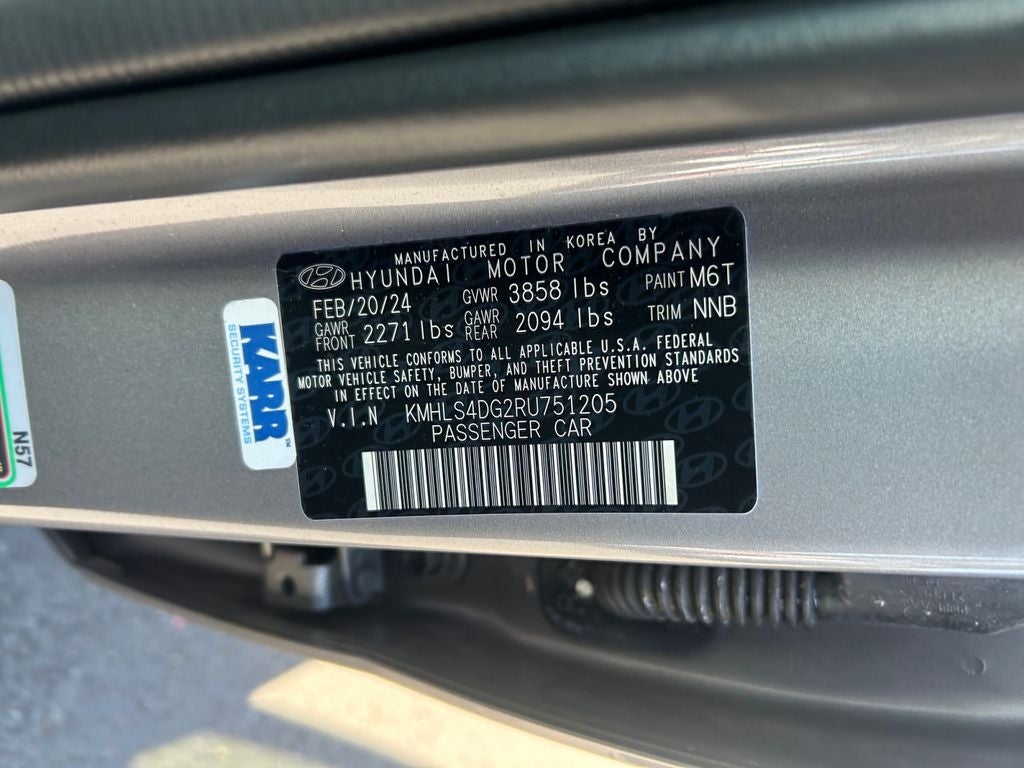 MANUFACTURED IN KOREA BY
HYUNDAI MOTOR COMPANY
FEB/20/24 GVWR 3858 lbs PAINT M6T
GAWR FRONT 2271 lbs GAWR REAR 2094 lbs TRIM NNB
THIS VEHICLE CONFORMS TO ALL APPLICABLE U.S.A. FEDERAL
MOTOR VEHICLE SAFETY, BUMPER, AND THEFT PREVENTION STANDARDS
IN EFFECT ON THE DATE OF MANUFACTURE SHOWN ABOVE
V.I.N KMHLS4DG2RU751205
PASSENGER CAR
KARR™
SECURITY SYSTEMS
N57